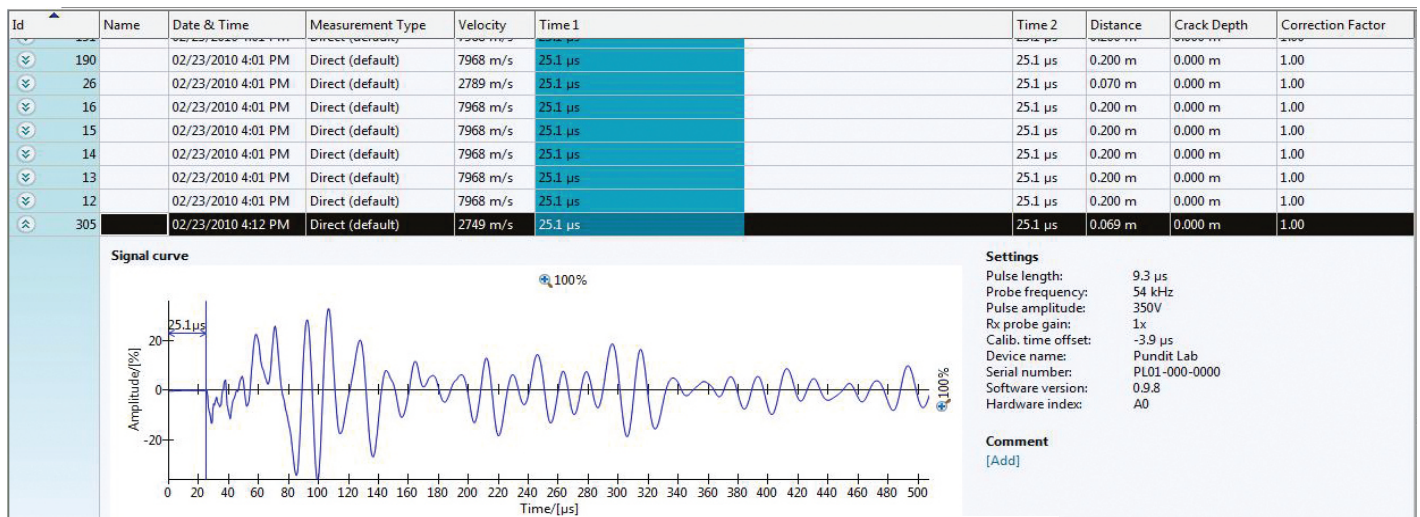 Id Name Date & Time Measurement Type Velocity Time 1 Time 2 Distance Crack Depth Correction Factor
190 02/23/2010 4:01 PM Direct (default) 7968 m/s 25.1 µs 25.1 µs 0.200 m 0.000 m 1.00
26 02/23/2010 4:01 PM Direct (default) 2789 m/s 25.1 µs 25.1 µs 0.070 m 0.000 m 1.00
16 02/23/2010 4:01 PM Direct (default) 7968 m/s 25.1 µs 25.1 µs 0.200 m 0.000 m 1.00
15 02/23/2010 4:01 PM Direct (default) 7968 m/s 25.1 µs 25.1 µs 0.200 m 0.000 m 1.00
14 02/23/2010 4:01 PM Direct (default) 7968 m/s 25.1 µs 25.1 µs 0.200 m 0.000 m 1.00
13 02/23/2010 4:01 PM Direct (default) 7968 m/s 25.1 µs 25.1 µs 0.200 m 0.000 m 1.00
12 02/23/2010 4:01 PM Direct (default) 7968 m/s 25.1 µs 25.1 µs 0.200 m 0.000 m 1.00
305 02/23/2010 4:12 PM Direct (default) 2749 m/s 25.1 µs 25.1 µs 0.069 m 0.000 m 1.00
Signal curve
100%
25.1µs
20
0
-20
Amplitude/[%]
0 20 40 60 80 100 120 140 160 180 200 220 240 260 280 300 320 340 360 380 400 420 440 460 480 500
Time/[µs]
100%
Settings
Pulse length: 9.3 µs
Probe frequency: 54 kHz
Pulse amplitude: 350V
Rx probe gain: 1x
Calib. time offset: -3.9 µs
Device name: Pundit Lab
Serial number: PL01-000-0000
Software version: 0.9.8
Hardware index: A0
Comment
[Add]